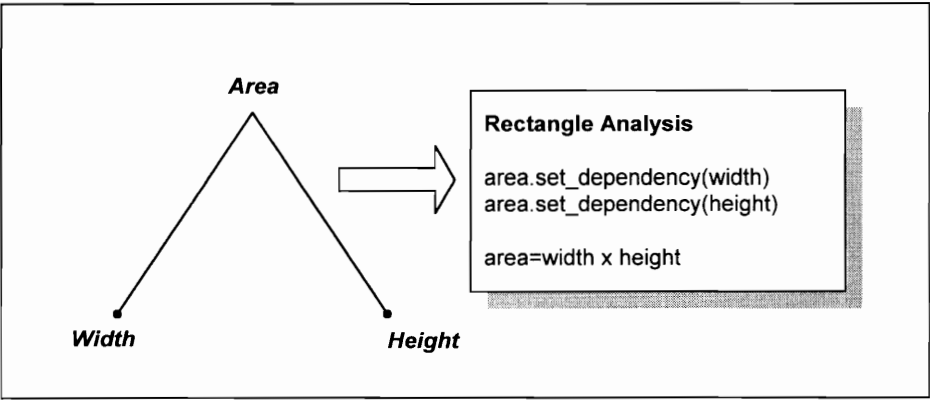 Area
Width
Height
Rectangle Analysis
area.set_dependency(width)
area.set_dependency(height)
area=width x height